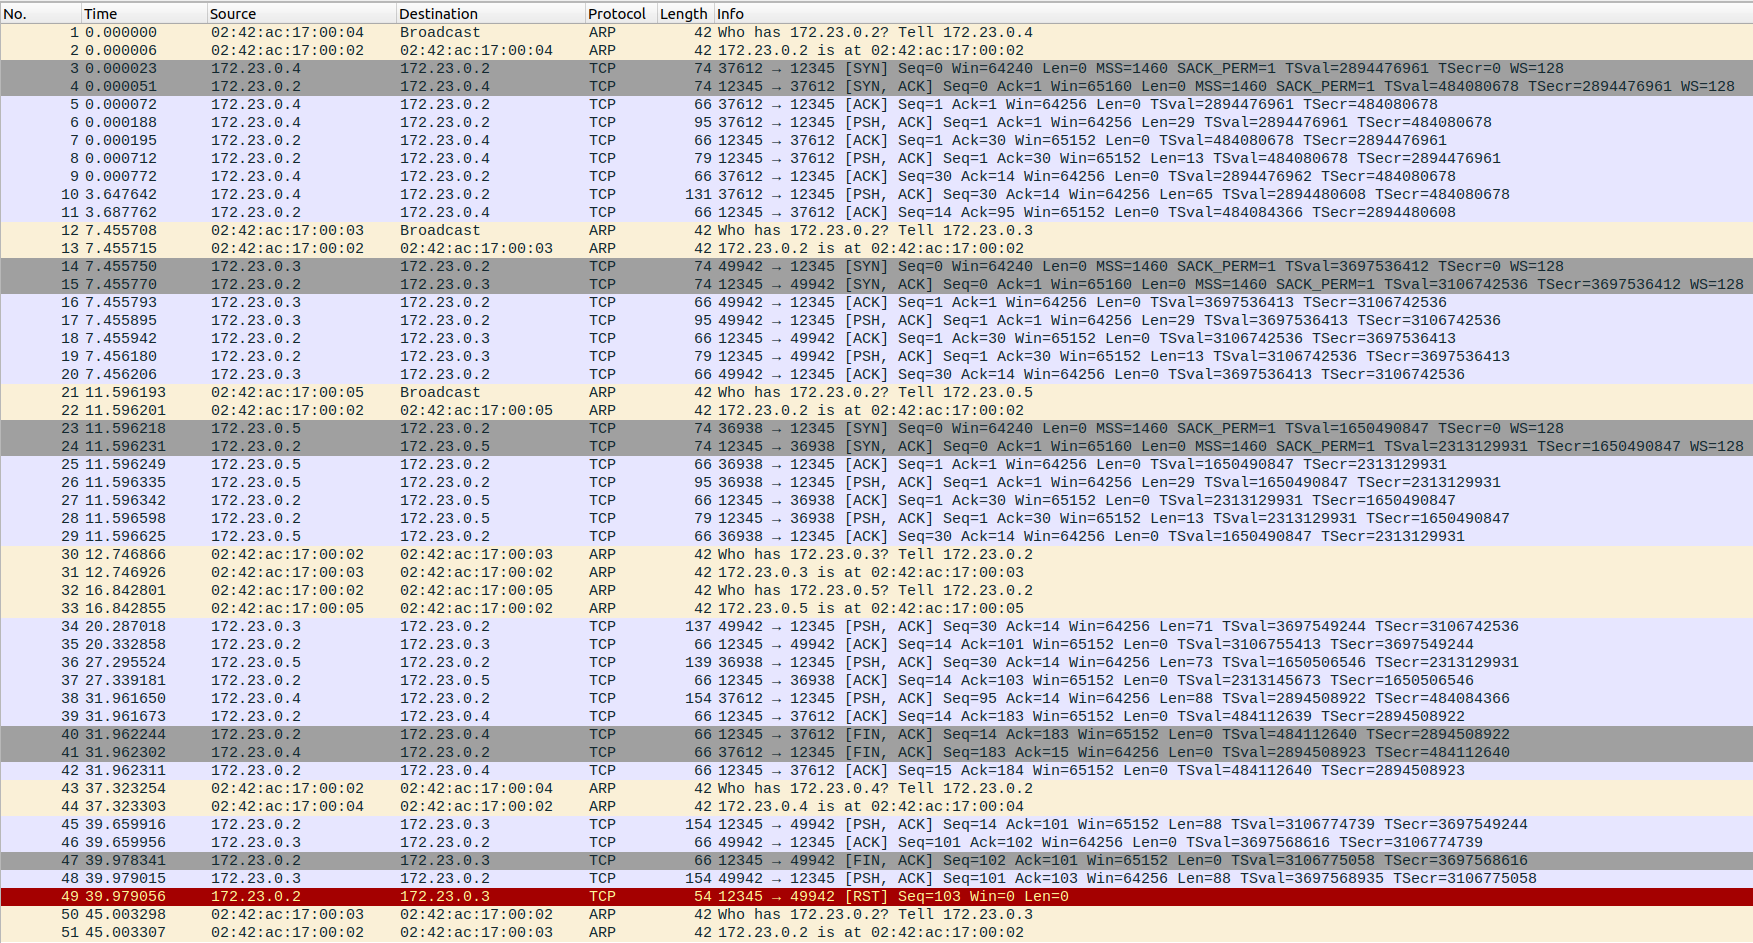 No. Time Source Destination Protocol Length Info
1 0.000000 02:42:ac:17:00:04 Broadcast ARP 42 Who has 172.23.0.2? Tell 172.23.0.4
2 0.000006 02:42:ac:17:00:02 02:42:ac:17:00:04 ARP 42 172.23.0.2 is at 02:42:ac:17:00:02
3 0.000023 172.23.0.4 172.23.0.2 TCP 74 37612 → 12345 [SYN] Seq=0 Win=64240 Len=0 MSS=1460 SACK_PERM=1 TSval=2894476961 TSecr=0 WS=128
4 0.000051 172.23.0.2 172.23.0.4 TCP 74 12345 → 37612 [SYN, ACK] Seq=0 Ack=1 Win=65160 Len=0 MSS=1460 SACK_PERM=1 TSval=484080678 TSecr=2894476961 WS=128
5 0.000072 172.23.0.4 172.23.0.2 TCP 66 37612 → 12345 [ACK] Seq=1 Ack=1 Win=64256 Len=0 TSval=2894476961 TSecr=484080678
6 0.000188 172.23.0.4 172.23.0.2 TCP 95 37612 → 12345 [PSH, ACK] Seq=1 Ack=1 Win=64256 Len=29 TSval=2894476961 TSecr=484080678
7 0.000195 172.23.0.2 172.23.0.4 TCP 66 12345 → 37612 [ACK] Seq=1 Ack=30 Win=65152 Len=0 TSval=484080678 TSecr=2894476961
8 0.000712 172.23.0.2 172.23.0.4 TCP 79 12345 → 37612 [PSH, ACK] Seq=1 Ack=30 Win=65152 Len=13 TSval=484080678 TSecr=2894476961
9 0.000772 172.23.0.4 172.23.0.2 TCP 66 37612 → 12345 [ACK] Seq=30 Ack=14 Win=64256 Len=0 TSval=2894476962 TSecr=484080678
10 3.647642 172.23.0.4 172.23.0.2 TCP 131 37612 → 12345 [PSH, ACK] Seq=30 Ack=14 Win=64256 Len=65 TSval=2894480608 TSecr=484080678
11 3.687762 172.23.0.2 172.23.0.4 TCP 66 12345 → 37612 [ACK] Seq=14 Ack=95 Win=65152 Len=0 TSval=484084366 TSecr=2894480608
12 7.455708 02:42:ac:17:00:03 Broadcast ARP 42 Who has 172.23.0.2? Tell 172.23.0.3
13 7.455715 02:42:ac:17:00:02 02:42:ac:17:00:03 ARP 42 172.23.0.2 is at 02:42:ac:17:00:02
14 7.455750 172.23.0.3 172.23.0.2 TCP 74 49942 → 12345 [SYN] Seq=0 Win=64240 Len=0 MSS=1460 SACK_PERM=1 TSval=3697536412 TSecr=0 WS=128
15 7.455770 172.23.0.2 172.23.0.3 TCP 74 12345 → 49942 [SYN, ACK] Seq=0 Ack=1 Win=65160 Len=0 MSS=1460 SACK_PERM=1 TSval=3106742536 TSecr=3697536412 WS=128
16 7.455793 172.23.0.3 172.23.0.2 TCP 66 49942 → 12345 [ACK] Seq=1 Ack=1 Win=64256 Len=0 TSval=3697536413 TSecr=3106742536
17 7.455895 172.23.0.3 172.23.0.2 TCP 95 49942 → 12345 [PSH, ACK] Seq=1 Ack=1 Win=64256 Len=29 TSval=3697536413 TSecr=3106742536
18 7.455942 172.23.0.2 172.23.0.3 TCP 66 12345 → 49942 [ACK] Seq=1 Ack=30 Win=65152 Len=0 TSval=3106742536 TSecr=3697536413
19 7.456180 172.23.0.2 172.23.0.3 TCP 79 12345 → 49942 [PSH, ACK] Seq=1 Ack=30 Win=65152 Len=13 TSval=3106742536 TSecr=3697536413
20 7.456206 172.23.0.3 172.23.0.2 TCP 66 49942 → 12345 [ACK] Seq=30 Ack=14 Win=64256 Len=0 TSval=3697536413 TSecr=3106742536
21 11.596193 02:42:ac:17:00:05 Broadcast ARP 42 Who has 172.23.0.2? Tell 172.23.0.5
22 11.596201 02:42:ac:17:00:02 02:42:ac:17:00:05 ARP 42 172.23.0.2 is at 02:42:ac:17:00:02
23 11.596218 172.23.0.5 172.23.0.2 TCP 74 36938 → 12345 [SYN] Seq=0 Win=64240 Len=0 MSS=1460 SACK_PERM=1 TSval=1650490847 TSecr=0 WS=128
24 11.596231 172.23.0.2 172.23.0.5 TCP 74 12345 → 36938 [SYN, ACK] Seq=0 Ack=1 Win=65160 Len=0 MSS=1460 SACK_PERM=1 TSval=2313129931 TSecr=1650490847 WS=128
25 11.596249 172.23.0.5 172.23.0.2 TCP 66 36938 → 12345 [ACK] Seq=1 Ack=1 Win=64256 Len=0 TSval=1650490847 TSecr=2313129931
26 11.596335 172.23.0.5 172.23.0.2 TCP 95 36938 → 12345 [PSH, ACK] Seq=1 Ack=1 Win=64256 Len=29 TSval=1650490847 TSecr=2313129931
27 11.596342 172.23.0.2 172.23.0.5 TCP 66 12345 → 36938 [ACK] Seq=1 Ack=30 Win=65152 Len=0 TSval=2313129931 TSecr=1650490847
28 11.596598 172.23.0.2 172.23.0.5 TCP 79 12345 → 36938 [PSH, ACK] Seq=1 Ack=30 Win=65152 Len=13 TSval=2313129931 TSecr=1650490847
29 11.596625 172.23.0.5 172.23.0.2 TCP 66 36938 → 12345 [ACK] Seq=30 Ack=14 Win=64256 Len=0 TSval=1650490847 TSecr=2313129931
30 12.746866 02:42:ac:17:00:02 02:42:ac:17:00:03 ARP 42 Who has 172.23.0.3? Tell 172.23.0.2
31 12.746926 02:42:ac:17:00:03 02:42:ac:17:00:02 ARP 42 172.23.0.3 is at 02:42:ac:17:00:03
32 16.842801 02:42:ac:17:00:02 02:42:ac:17:00:05 ARP 42 Who has 172.23.0.5? Tell 172.23.0.2
33 16.842855 02:42:ac:17:00:05 02:42:ac:17:00:02 ARP 42 172.23.0.5 is at 02:42:ac:17:00:05
34 20.287018 172.23.0.3 172.23.0.2 TCP 137 49942 → 12345 [PSH, ACK] Seq=30 Ack=14 Win=64256 Len=71 TSval=3697549244 TSecr=3106742536
35 20.332858 172.23.0.2 172.23.0.3 TCP 66 12345 → 49942 [ACK] Seq=14 Ack=101 Win=65152 Len=0 TSval=3106755413 TSecr=3697549244
36 27.295524 172.23.0.5 172.23.0.2 TCP 139 36938 → 12345 [PSH, ACK] Seq=30 Ack=14 Win=64256 Len=73 TSval=1650506546 TSecr=2313129931
37 27.339181 172.23.0.2 172.23.0.5 TCP 66 12345 → 36938 [ACK] Seq=14 Ack=103 Win=65152 Len=0 TSval=2313145673 TSecr=1650506546
38 31.961650 172.23.0.4 172.23.0.2 TCP 154 37612 → 12345 [PSH, ACK] Seq=95 Ack=14 Win=64256 Len=88 TSval=2894508922 TSecr=484084366
39 31.961673 172.23.0.2 172.23.0.4 TCP 66 12345 → 37612 [ACK] Seq=14 Ack=183 Win=65152 Len=0 TSval=484112639 TSecr=2894508922
40 31.962244 172.23.0.2 172.23.0.4 TCP 66 12345 → 37612 [FIN, ACK] Seq=14 Ack=183 Win=65152 Len=0 TSval=484112640 TSecr=2894508922
41 31.962302 172.23.0.4 172.23.0.2 TCP 66 37612 → 12345 [FIN, ACK] Seq=183 Ack=15 Win=64256 Len=0 TSval=2894508923 TSecr=484112640
42 31.962311 172.23.0.2 172.23.0.4 TCP 66 12345 → 37612 [ACK] Seq=15 Ack=184 Win=65152 Len=0 TSval=484112640 TSecr=2894508923
43 37.323254 02:42:ac:17:00:02 02:42:ac:17:00:04 ARP 42 Who has 172.23.0.4? Tell 172.23.0.2
44 37.323303 02:42:ac:17:00:04 02:42:ac:17:00:02 ARP 42 172.23.0.4 is at 02:42:ac:17:00:04
45 39.659916 172.23.0.2 172.23.0.3 TCP 154 12345 → 49942 [PSH, ACK] Seq=14 Ack=101 Win=65152 Len=88 TSval=3106774739 TSecr=3697549244
46 39.659956 172.23.0.3 172.23.0.2 TCP 66 49942 → 12345 [ACK] Seq=101 Ack=102 Win=64256 Len=0 TSval=3697568616 TSecr=3106774739
47 39.978341 172.23.0.2 172.23.0.3 TCP 66 12345 → 49942 [FIN, ACK] Seq=102 Ack=101 Win=65152 Len=0 TSval=3106775058 TSecr=3697568616
48 39.979015 172.23.0.3 172.23.0.2 TCP 154 49942 → 12345 [PSH, ACK] Seq=101 Ack=103 Win=64256 Len=88 TSval=3697568935 TSecr=3106775058
49 39.979056 172.23.0.2 172.23.0.3 TCP 54 12345 → 49942 [RST] Seq=103 Win=0 Len=0
50 45.003298 02:42:ac:17:00:03 02:42:ac:17:00:02 ARP 42 Who has 172.23.0.2? Tell 172.23.0.3
51 45.003307 02:42:ac:17:00:02 02:42:ac:17:00:03 ARP 42 172.23.0.2 is at 02:42:ac:17:00:02